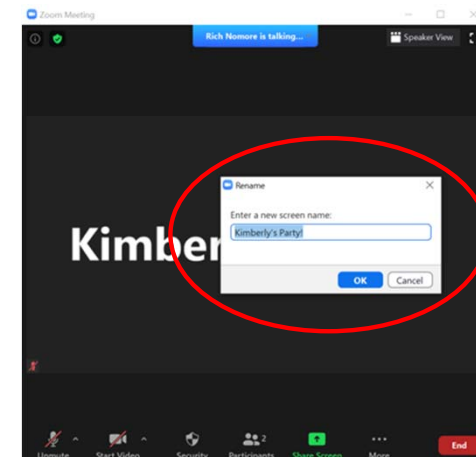 Zoom Meeting
Rich Nomore is talking...
Speaker View
Rename
Enter a new screen name:
Kimberly's Party!
Kimber
OK Cancel
2
Unmute Start Video Security Participants Share Screen More End